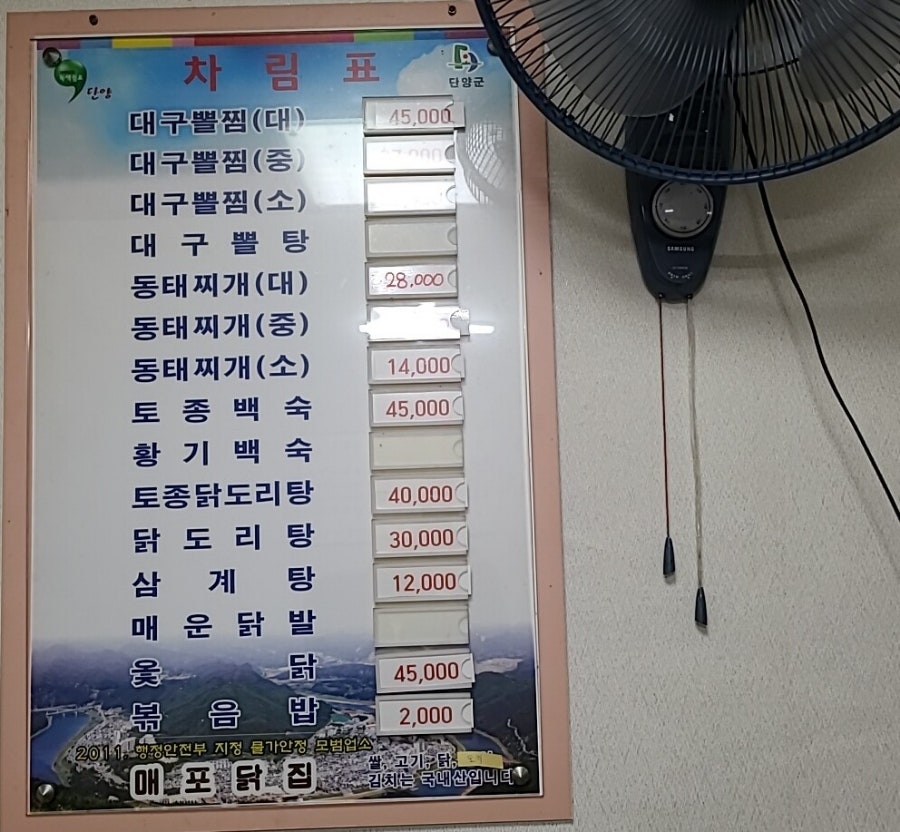 차림표
단양
단양군
대구뽈찜(대) 45,000
대구뽈찜(중)
대구뽈찜(소)
대구뽈탕
동태찌개(대) 28,000
동태찌개(중)
동태찌개(소) 14,000
토종백숙 45,000
황기백숙
토종닭도리탕 40,000
닭도리탕 30,000
삼계탕 12,000
매운닭발
옻닭 45,000
볶음밥 2,000
2011. 행정안전부 지정 물가안정 모범업소
매포닭집
쌀, 고기, 닭,
김치는 국내산입니다
SAMSUNG